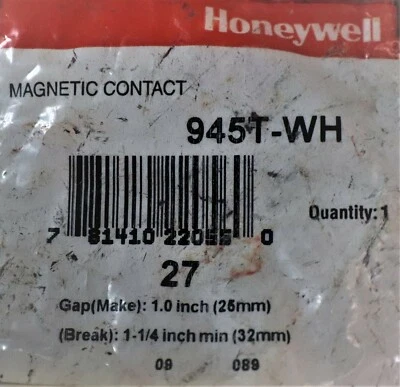 Honeywell
MAGNETIC CONTACT
945T-WH
Quantity: 1
7 81410 22055 0
27
Gap(Make): 1.0 inch (25mm)
(Break): 1-1/4 inch min (32mm)
09 089